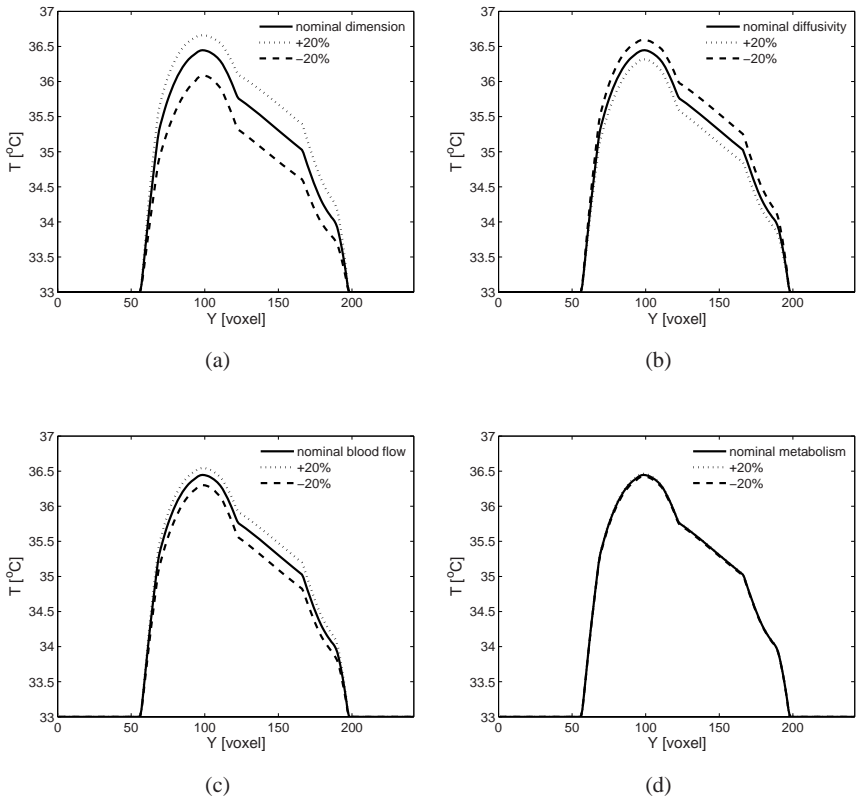 37
36.5
36
35.5
35
34.5
34
33.5
33
T [°C]
0 50 100 150 200
Y [voxel]
nominal dimension
+20%
−20%
(a)
37
36.5
36
35.5
35
34.5
34
33.5
33
T [°C]
0 50 100 150 200
Y [voxel]
nominal diffusivity
+20%
−20%
(b)
37
36.5
36
35.5
35
34.5
34
33.5
33
T [°C]
0 50 100 150 200
Y [voxel]
nominal blood flow
+20%
−20%
(c)
37
36.5
36
35.5
35
34.5
34
33.5
33
T [°C]
0 50 100 150 200
Y [voxel]
nominal metabolism
+20%
−20%
(d)